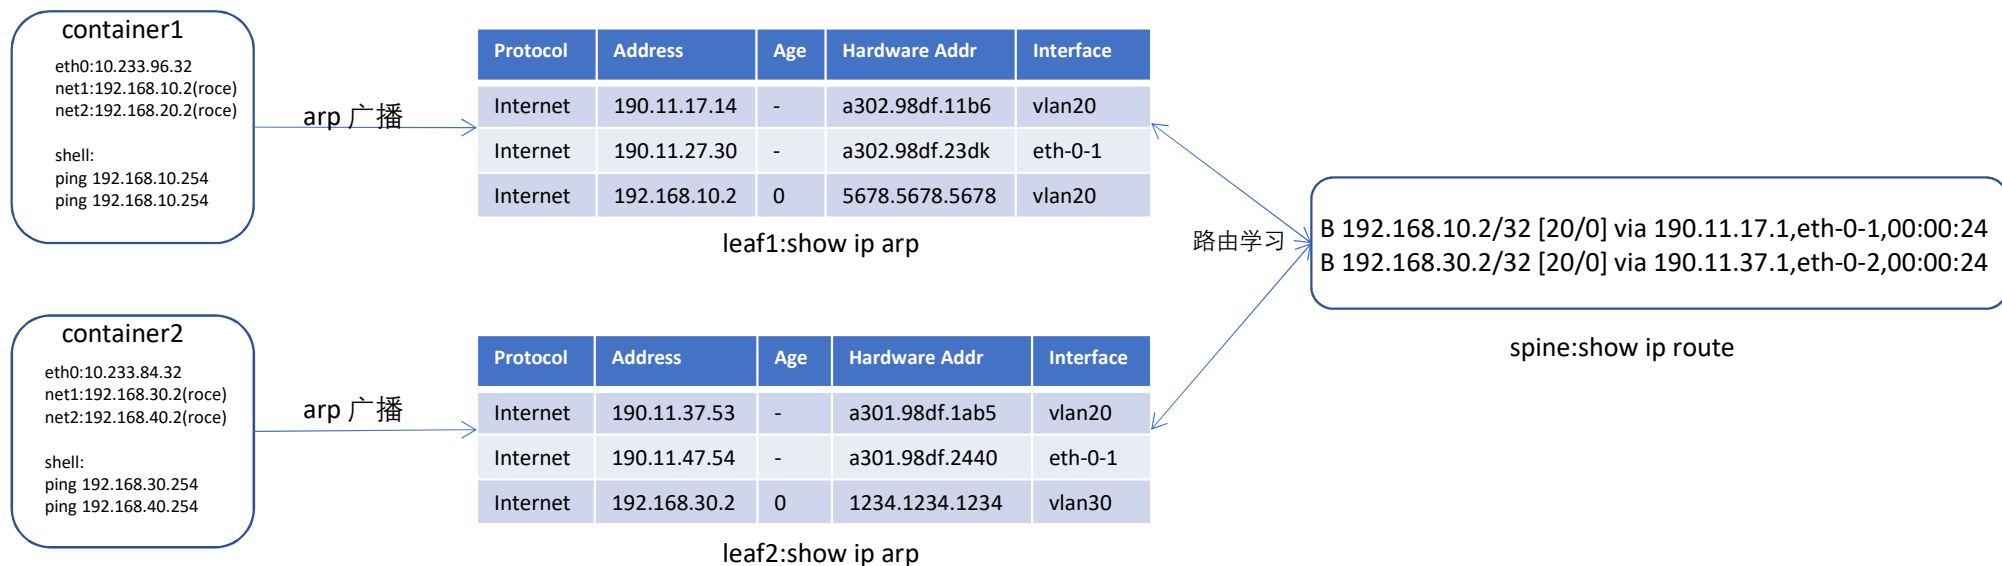 container1
eth0:10.233.96.32
net1:192.168.10.2(roce)
net2:192.168.20.2(roce)
shell:
ping 192.168.10.254
ping 192.168.10.254
arp 广播
Protocol Address Age Hardware Addr Interface
Internet 190.11.17.14 - a302.98df.11b6 vlan20
Internet 190.11.27.30 - a302.98df.23dk eth-0-1
Internet 192.168.10.2 0 5678.5678.5678 vlan20
leaf1:show ip arp
路由学习
B 192.168.10.2/32 [20/0] via 190.11.17.1,eth-0-1,00:00:24
B 192.168.30.2/32 [20/0] via 190.11.37.1,eth-0-2,00:00:24
spine:show ip route
container2
eth0:10.233.84.32
net1:192.168.30.2(roce)
net2:192.168.40.2(roce)
shell:
ping 192.168.30.254
ping 192.168.40.254
arp 广播
Protocol Address Age Hardware Addr Interface
Internet 190.11.37.53 - a301.98df.1ab5 vlan20
Internet 190.11.47.54 - a301.98df.2440 eth-0-1
Internet 192.168.30.2 0 1234.1234.1234 vlan30
leaf2:show ip arp